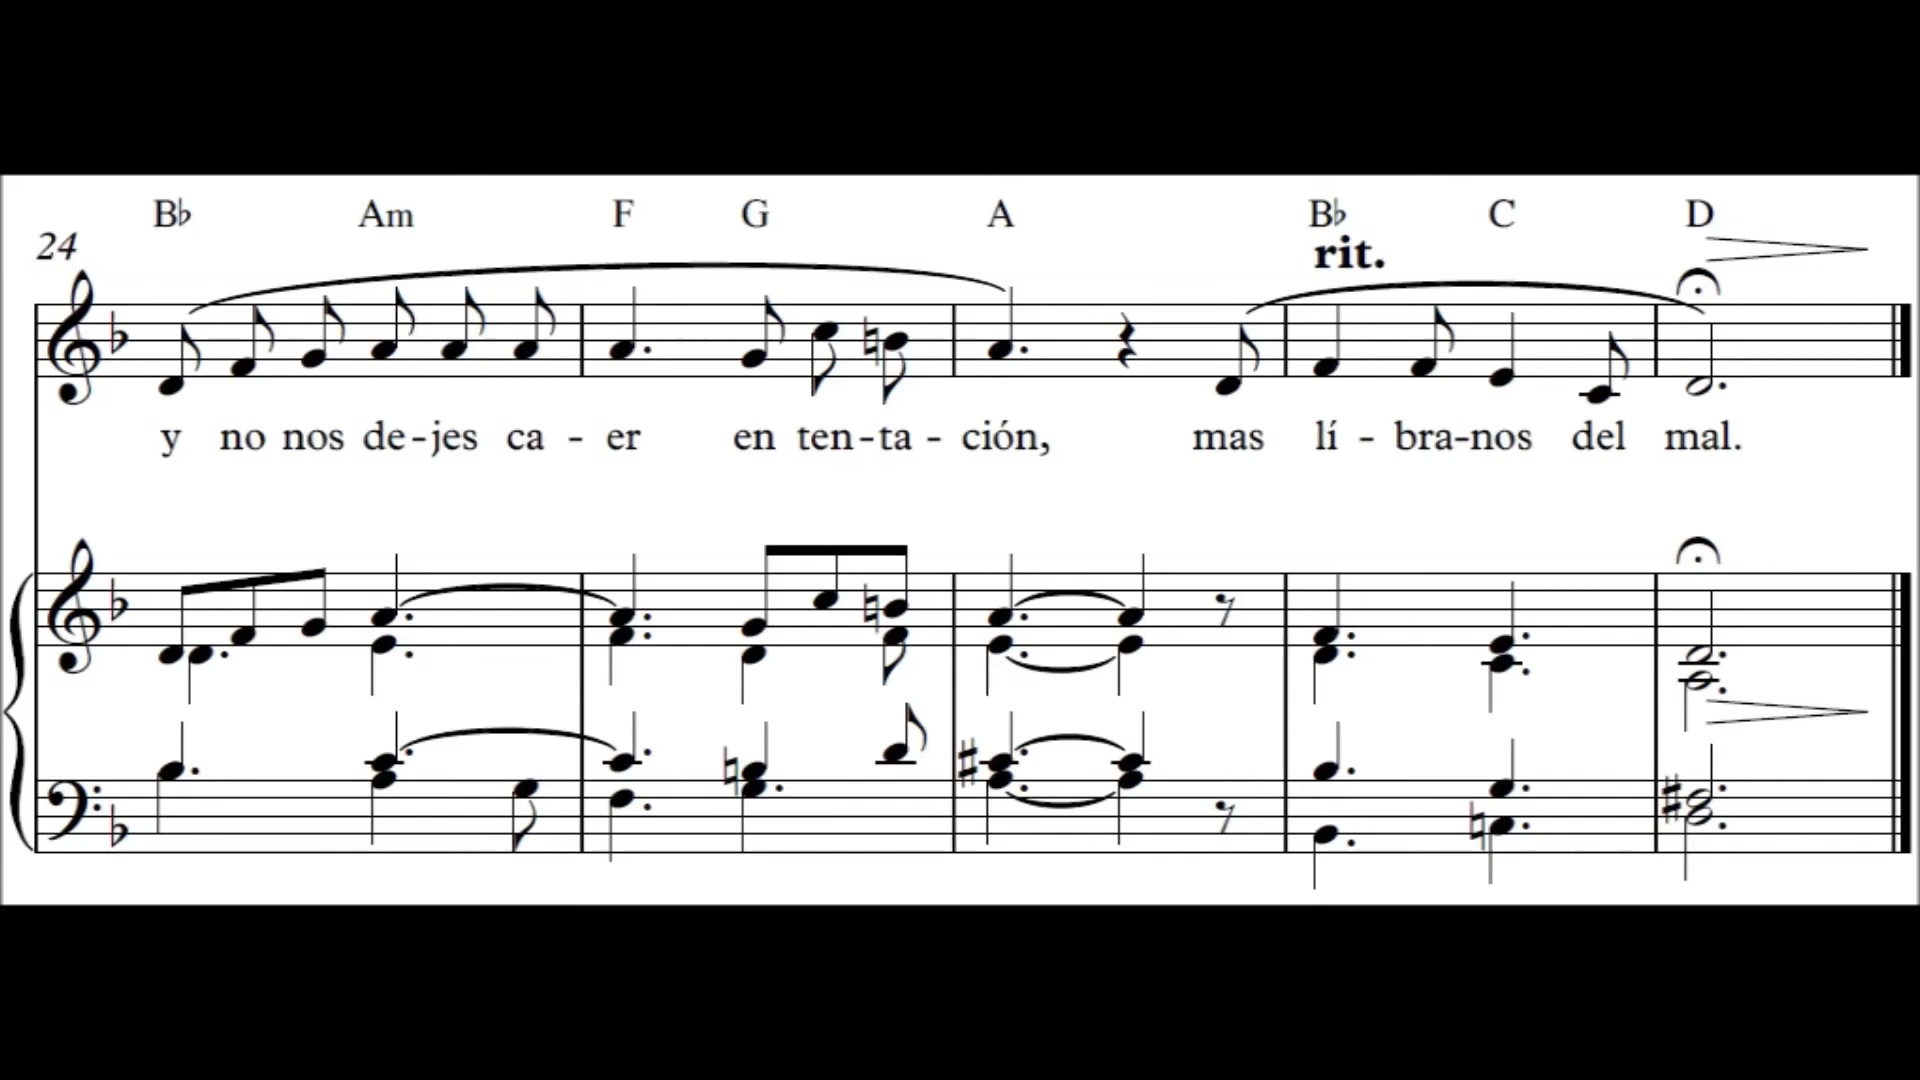 B♭ Am F G A B♭ C D
24 rit.
y no nos de-jes ca - er en ten-ta - ción, mas lí - bra-nos del mal.